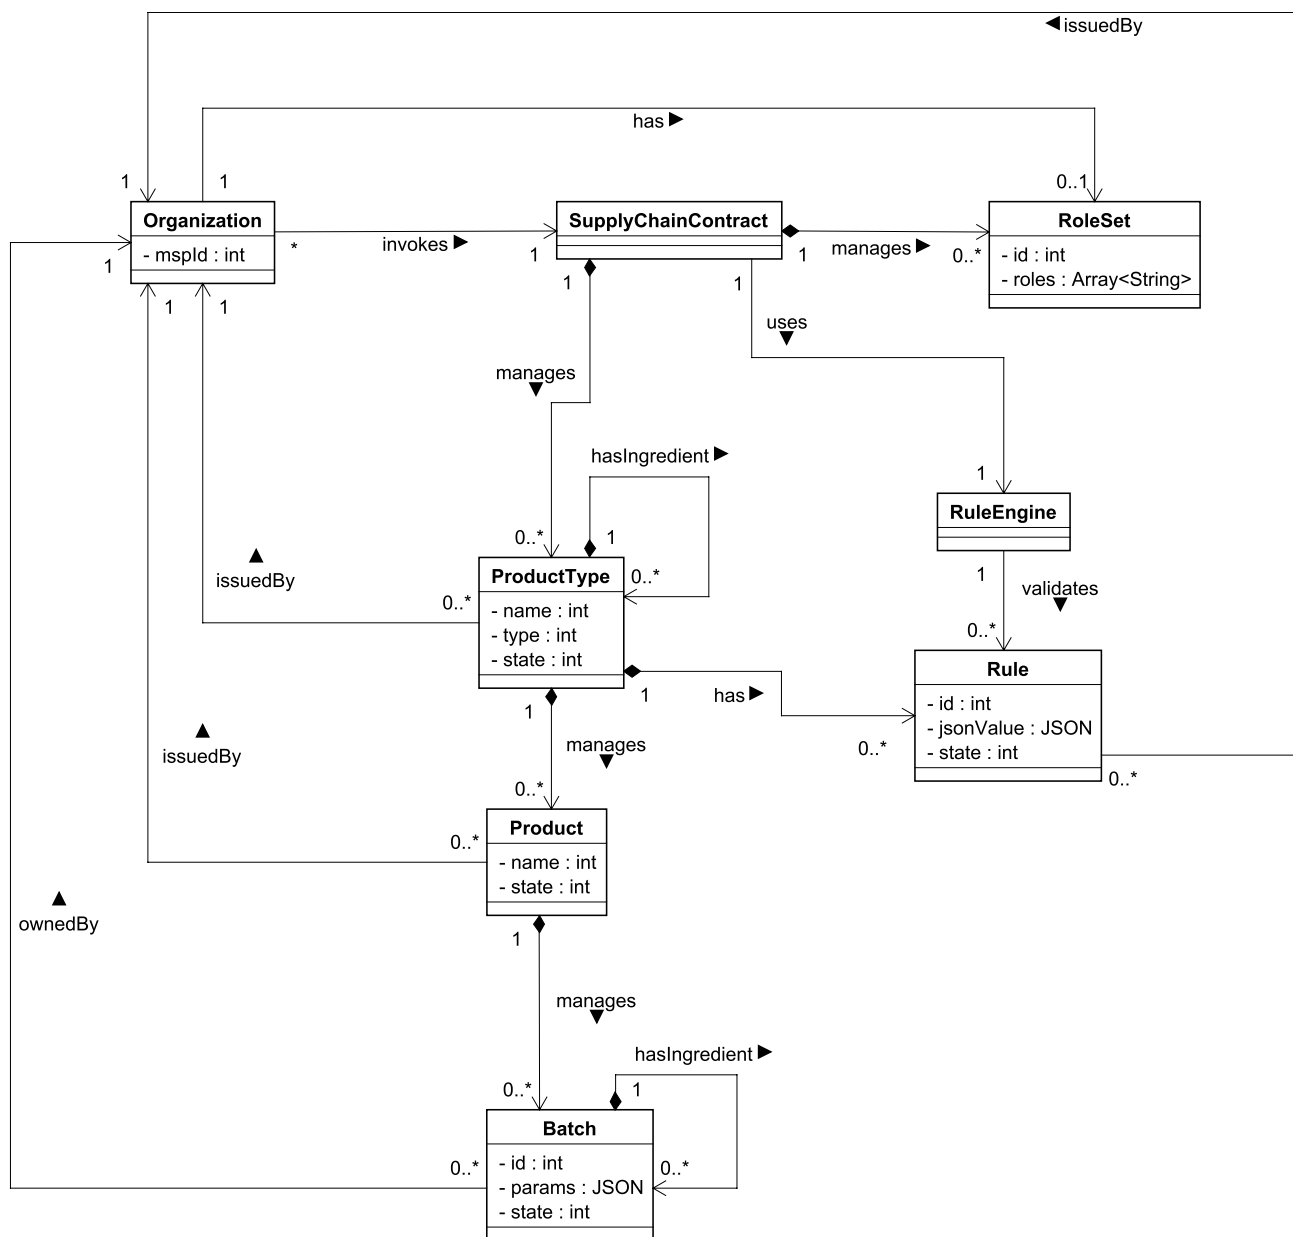 issuedBy
has
1
1
0..1
Organization
- mspId : int
1
*
invokes
1
SupplyChainContract
1
manages
0..*
RoleSet
- id : int
- roles : Array<String>
1
1
1
1
uses
manages
hasIngredient
1
0..*
1
RuleEngine
1
validates
0..*
issuedBy
0..*
ProductType
- name : int
- type : int
- state : int
0..*
1
has
0..*
Rule
- id : int
- jsonValue : JSON
- state : int
0..*
1
manages
0..*
issuedBy
0..*
Product
- name : int
- state : int
ownedBy
1
manages
0..*
hasIngredient
1
Batch
- id : int
- params : JSON
- state : int
0..*
0..*